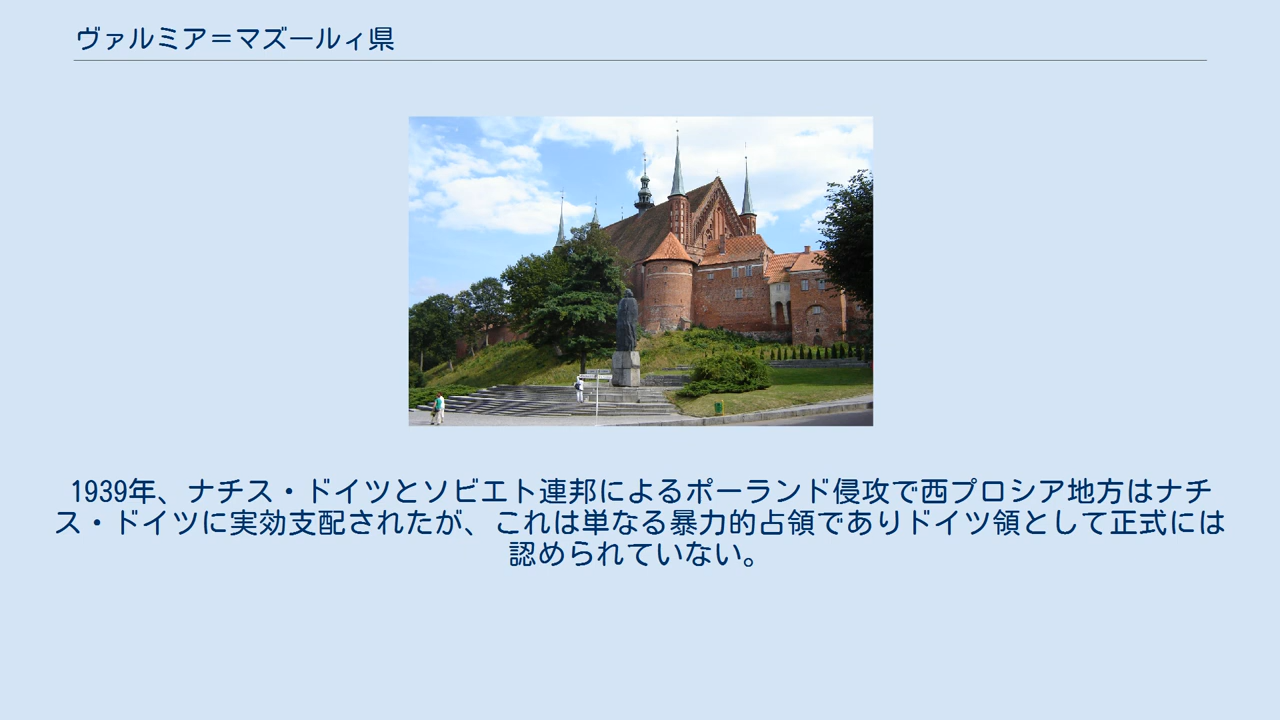 ヴァルミア＝マズールィ県
1939年、ナチス・ドイツとソビエト連邦によるポーランド侵攻で西プロシア地方はナチ
ス・ドイツに実効支配されたが、これは単なる暴力的占領でありドイツ領として正式には
認められていない。